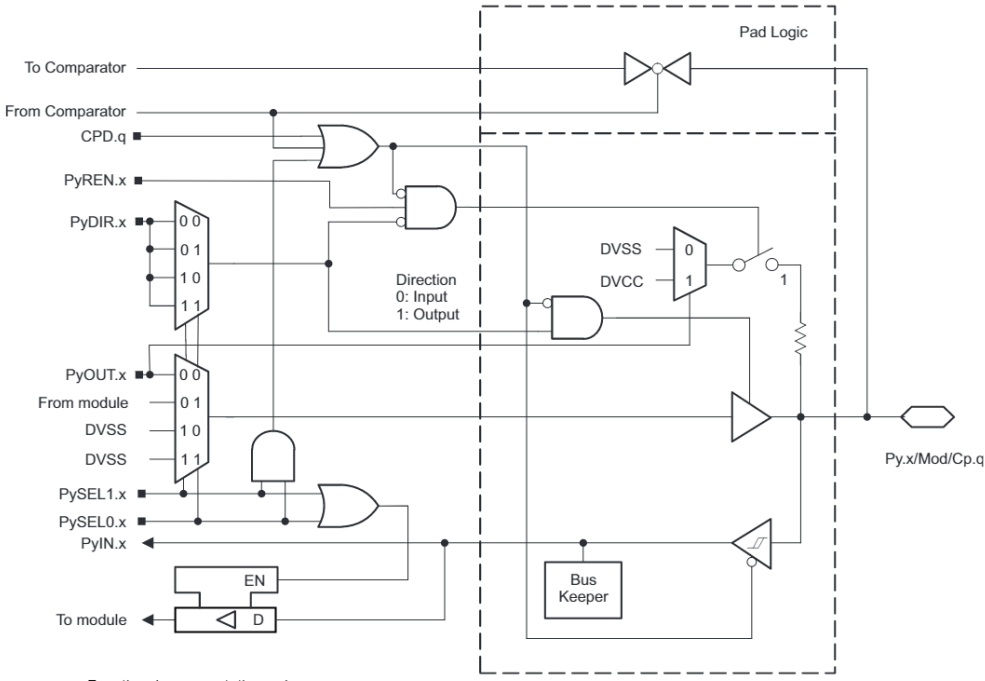 Pad Logic
To Comparator
From Comparator
CPD.q
PyREN.x
PyDIR.x
0 0
0 1
1 0
1 1
Direction
0: Input
1: Output
DVSS
0
DVCC
1
1
PyOUT.x
0 0
From module
0 1
DVSS
1 0
DVSS
1 1
Py.x/Mod/Cp.q
PySEL1.x
PySEL0.x
PyIN.x
Bus
Keeper
EN
To module
D